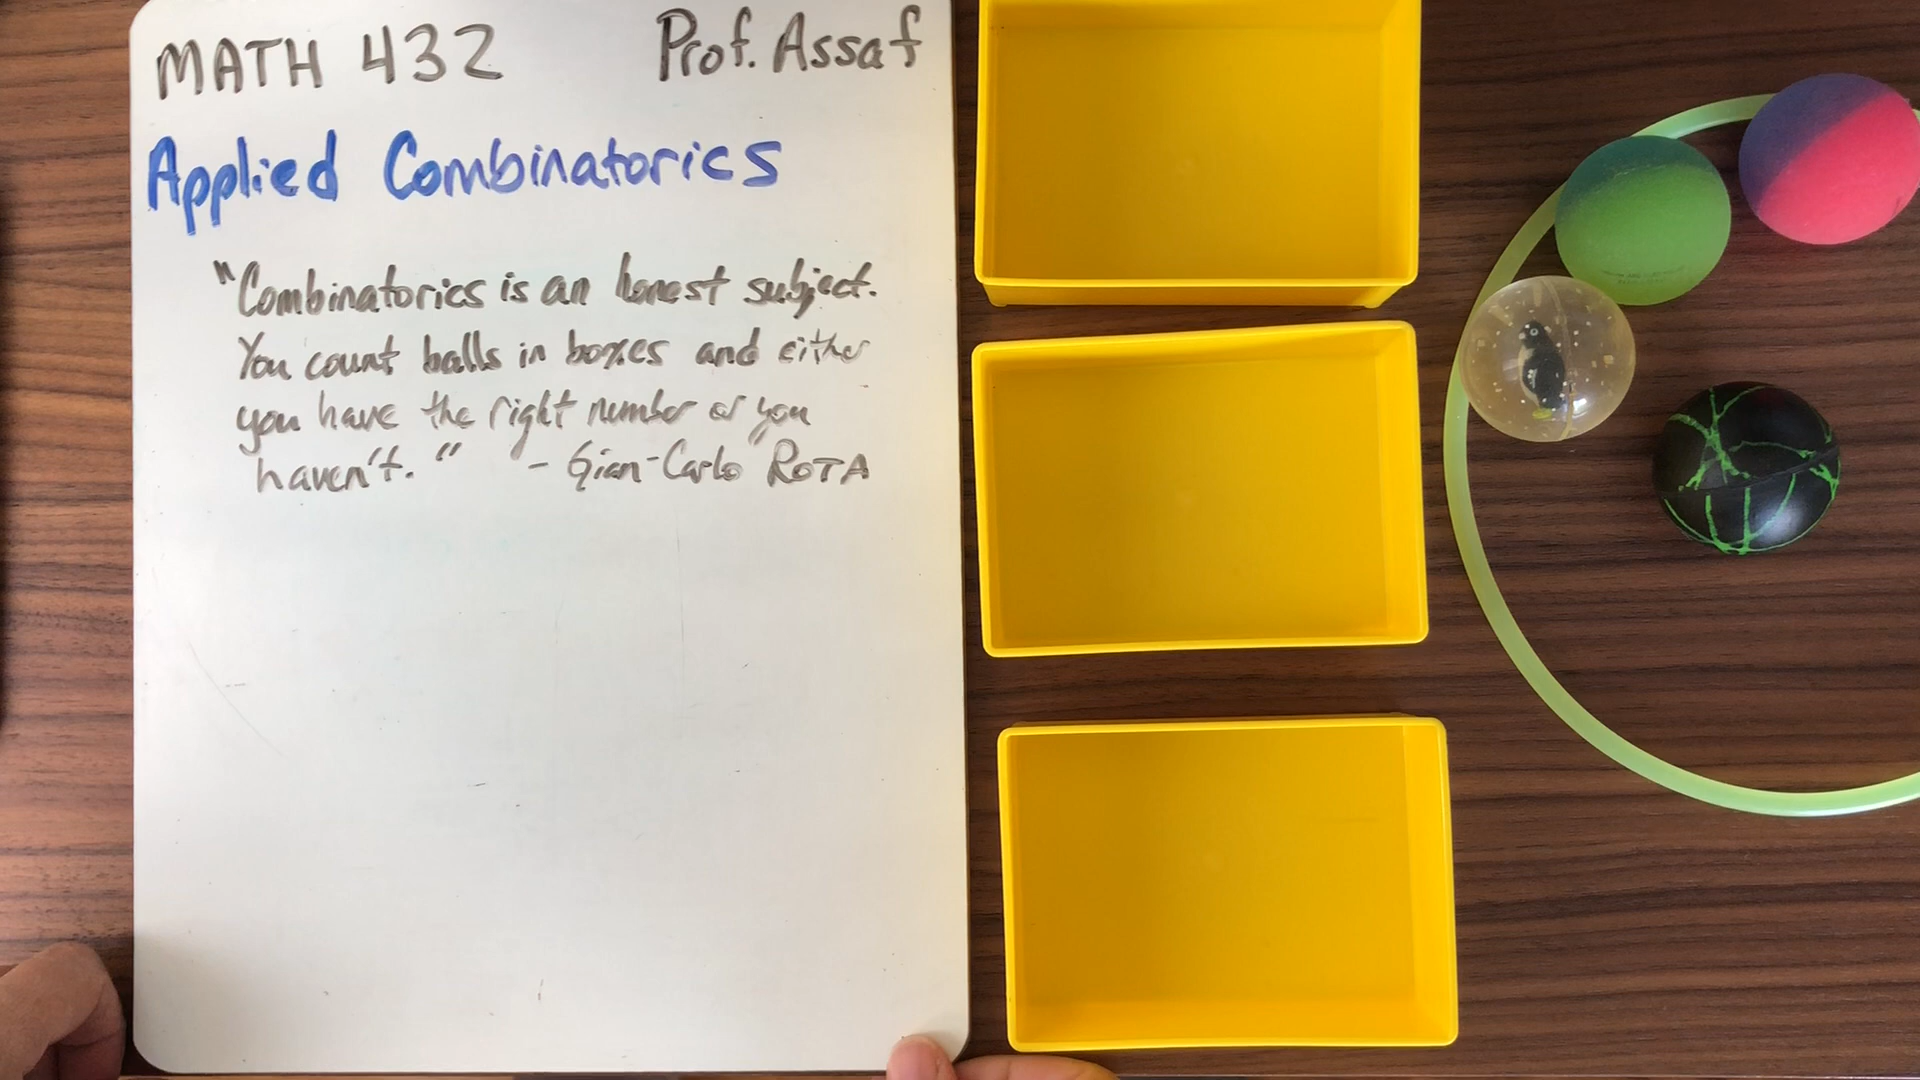 MATH 432 Prof. Assaf
Applied Combinatorics
"Combinatorics is an honest subject.
You count balls in boxes and either
you have the right number or you
haven't." - Gian-Carlo ROTA